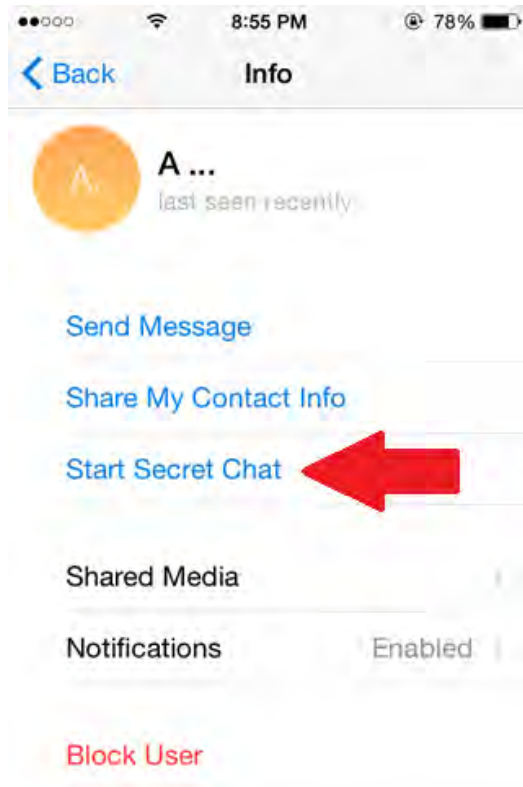 8:55 PM 78%
Back Info
A.
A ...
last seen recently
Send Message
Share My Contact Info
Start Secret Chat
Shared Media
Notifications Enabled
Block User